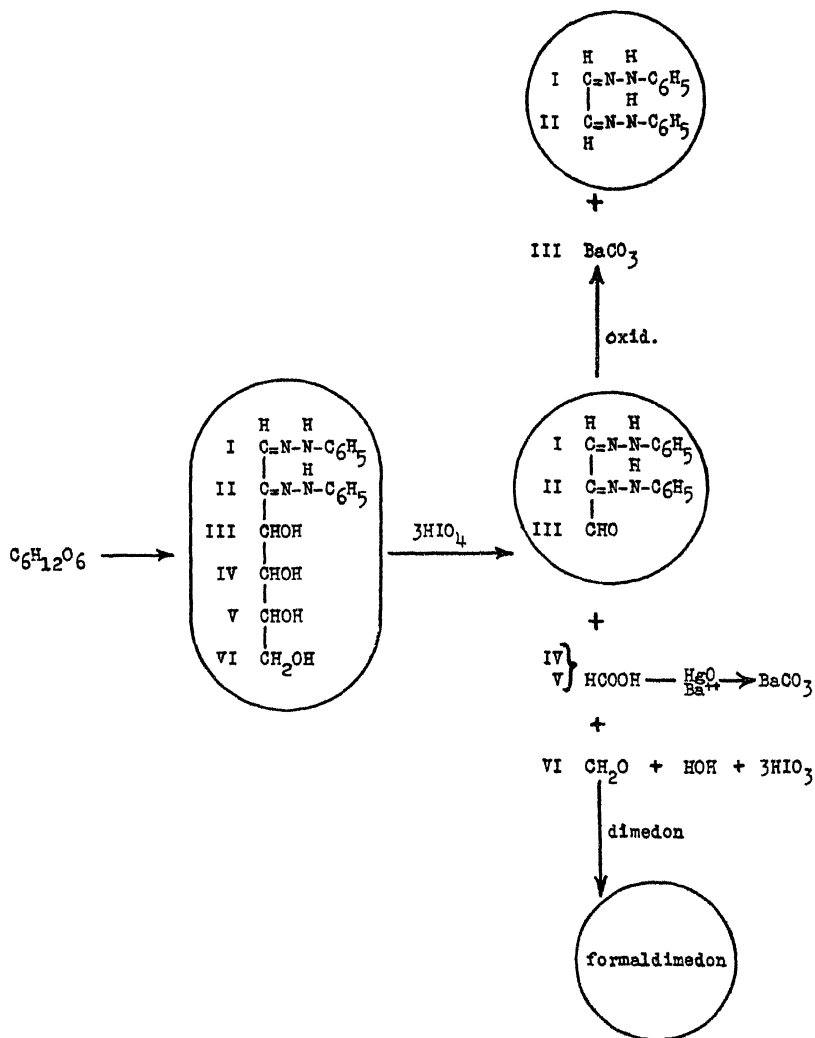 H H
I C=N-N-C6H5
H
II C=N-N-C6H5
H
+
III BaCO3
oxid.
H H
I C=N-N-C6H5
H
II C=N-N-C6H5
III CHO
+
IV
V } HCOOH HgO Ba++ BaCO3
+
VI CH2O + HOH + 3HIO3
dimedon
formaldimedon
C6H12O6
H H
I C=N-N-C6H5
H
II C=N-N-C6H5
III CHOH
IV CHOH
V CHOH
VI CH2OH
3HIO4